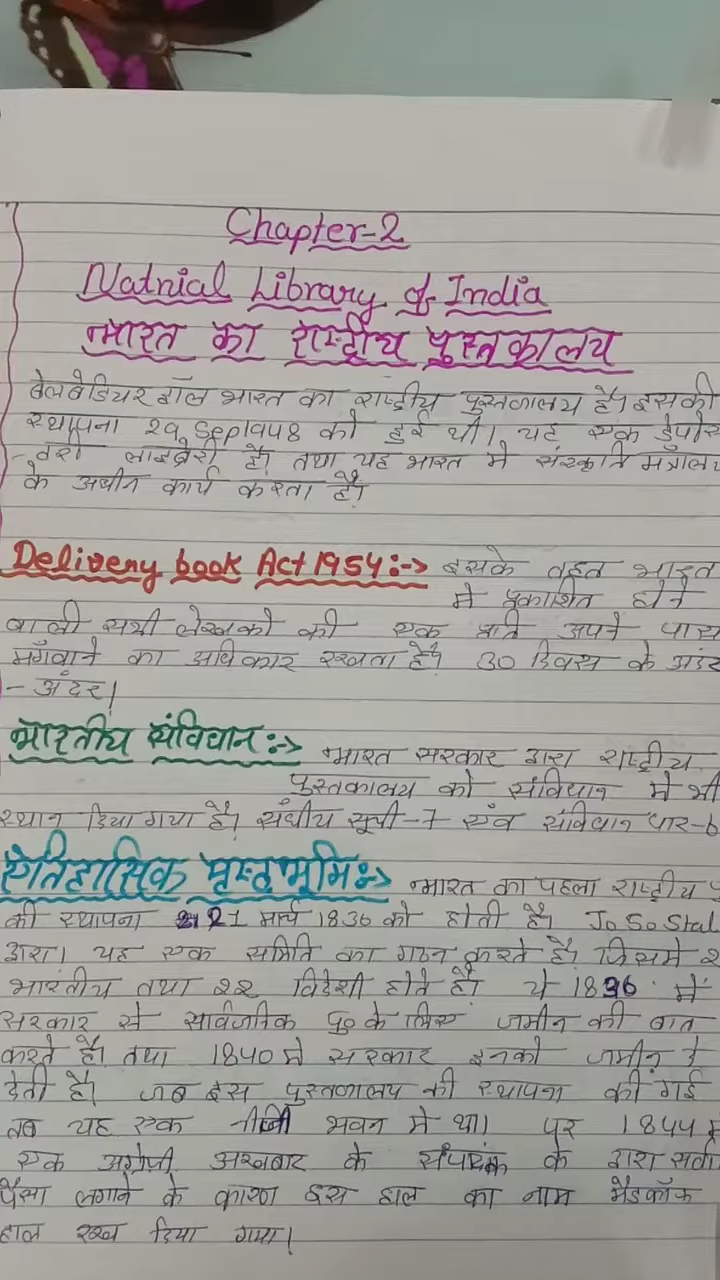 Chapter-2
Natnial Library of India
भारत का राष्ट्रीय पुस्तकालय
बेलबेडियर हॉल भारत का राष्ट्रीय पुस्तकालय है। इसकी
स्थापना 29 Sep 1948 को हुई थी। यह एक डेपोस
-टरी लाइब्रेरी है। तथा यह भारत मे संस्कृति मंत्रालय
के अधीन कार्य करता है।
Delivery book Act 1954:-> इसके तहत भारत
मे प्रकाशित होने
वाली सभी लेखको की एक प्रति अपने पास
मँगवाने का अधिकार रखता है। 30 दिवस के अंदर
- अंदर।
भारतीय संविधान:-> भारत सरकार द्वारा राष्ट्रीय
पुस्तकालय को संविधान मे भी
स्थान दिया गया है। संघीय सूची-7 एंव संविधान पार-6
ऐतिहासिक पृष्ठभूमि:-> भारत का पहला राष्ट्रीय
की स्थापना 21 मार्च 1836 को होती है।
द्वारा। यह एक समिति का गठन करते है। जिसमे 2
भारतीय तथा 22 विदेशी होते है। ये 1836 में
सरकार से सार्वजनिक पु० के लिए जमीन की बात
करते है। तथा 1840 मे सरकार इनको जमीन दे
देती है। जब इस पुस्तकालय की स्थापना की गई
तब यह एक नीजी भवन मे था। पर 1844 मे
एक अंग्रेजी अखबार के संपादक के द्वारा
पैसा लगाने के कारण इस हाल का नाम मैटकॉफ
हाल रख दिया गया।